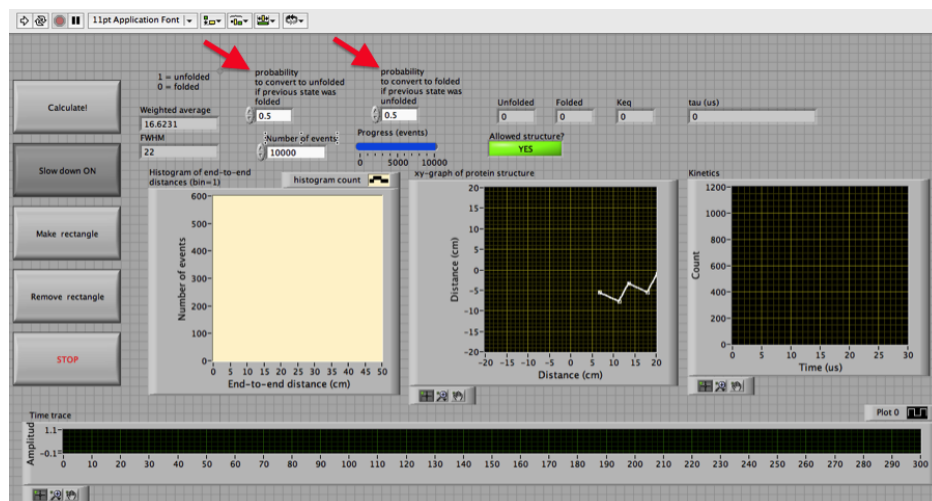 11pt Application Font
1 = unfolded
0 = folded
probability
to convert to unfolded
if previous state was
folded
0.5
probability
to convert to folded
if previous state was
unfolded
0.5
Calculate!
Slow down ON
Make rectangle
Remove rectangle
STOP
Weighted average
16.6231
FWHM
22
Number of events
10000
Progress (events)
0 5000 10000
Unfolded
0
Folded
0
Keq
0
tau (us)
0
Allowed structure?
YES
Histogram of end-to-end
distances (bin=1)
histogram count
Number of events
600-
500-
400-
300-
200-
100-
0-
0 5 10 15 20 25 30 35 40 45 50
End-to-end distance (cm)
xy-graph of protein structure
Distance (cm)
20-
15-
10-
5-
0-
-5-
-10-
-15-
-20-
-20 -15 -10 -5 0 5 10 15 20
Distance (cm)
Kinetics
Count
1200-
1000-
800-
600-
400-
200-
0-
0 5 10 15 20 25 30
Time (us)
Time trace
Plot 0
Amplitud
1.1-
-0.1-
0 10 20 30 40 50 60 70 80 90 100 110 120 130 140 150 160 170 180 190 200 210 220 230 240 250 260 270 280 290 300